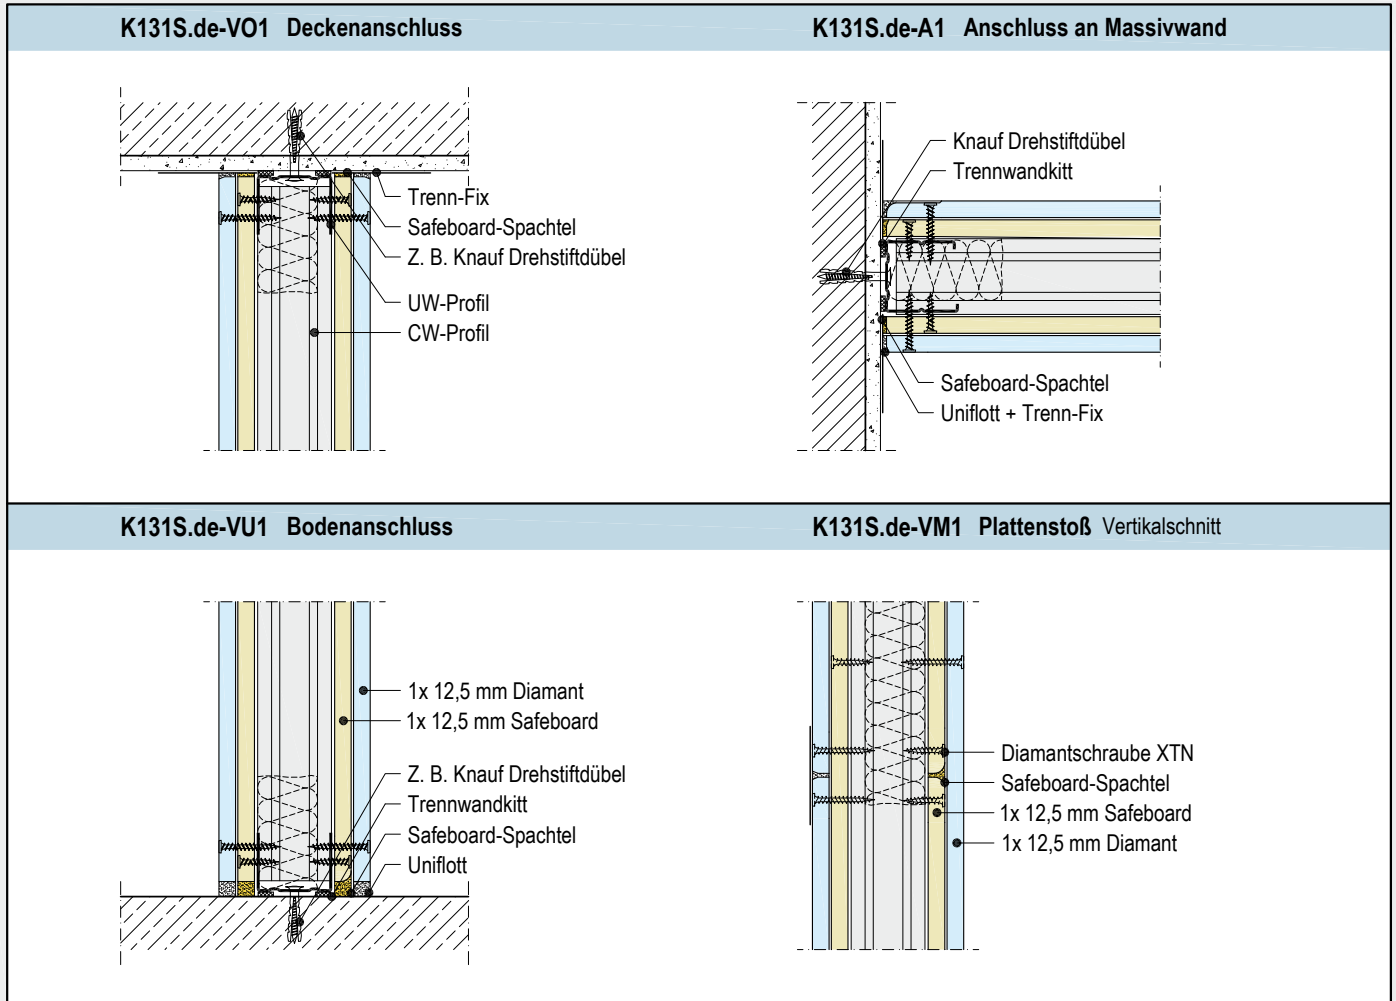 K131S.de-VO1 Deckenanschluss
Trenn-Fix
Safeboard-Spachtel
Z. B. Knauf Drehstiftdübel
UW-Profil
CW-Profil
K131S.de-A1 Anschluss an Massivwand
Knauf Drehstiftdübel
Trennwandkitt
Safeboard-Spachtel
Uniflott + Trenn-Fix
K131S.de-VU1 Bodenanschluss
1x 12,5 mm Diamant
1x 12,5 mm Safeboard
Z. B. Knauf Drehstiftdübel
Trennwandkitt
Safeboard-Spachtel
Uniflott
K131S.de-VM1 Plattenstoß Vertikalschnitt
Diamantschraube XTN
Safeboard-Spachtel
1x 12,5 mm Safeboard
1x 12,5 mm Diamant